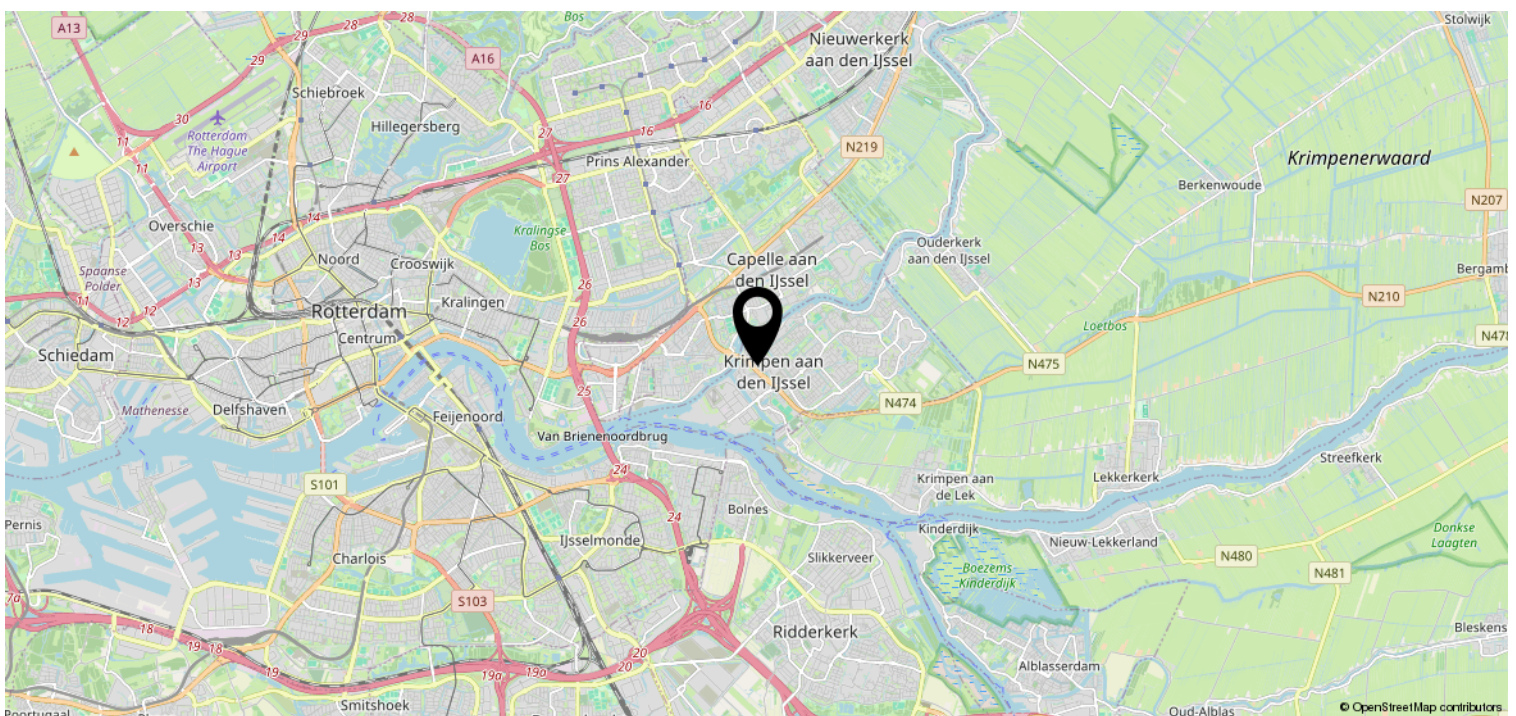 Bos
Stolwijk
A13
28
28
29
29
A16
Nieuwerkerk
aan den IJssel
Schiebroek
30
Hillegersberg
16
16
27
11
11
Rotterdam
The Hague
Airport
N219
Prins Alexander
27
Krimpenerwaard
Berkenwoude
N207
Overschie
14
14
13
13
Kralingse
Bos
Noord
Crooswijk
Ouderkerk
aan den IJssel
Capelle aan
den IJssel
Spaanse
Polder
26
Bergamb
11
12
12
Rotterdam
Kralingen
N210
26
Loetbos
Centrum
N478
Schiedam
Krimpen aan
den IJssel
N475
25
Mathenesse
Delfshaven
Feijenoord
N474
Van Brienenoordbrug
24
Streefkerk
S101
Krimpen aan
de Lek
Lekkerkerk
Pernis
24
Bolnes
Kinderdijk
Donkse
Laagten
IJsselmonde
Nieuw-Lekkerland
Charlois
Slikkerveer
N480
Boezems
Kinderdijk
N481
17a
S103
18
19
18
Ridderkerk
Bleskens
19
19a
19a
20
20
Alblasserdam
Smitshoek
Oud-Alblas
© OpenStreetMap contributors